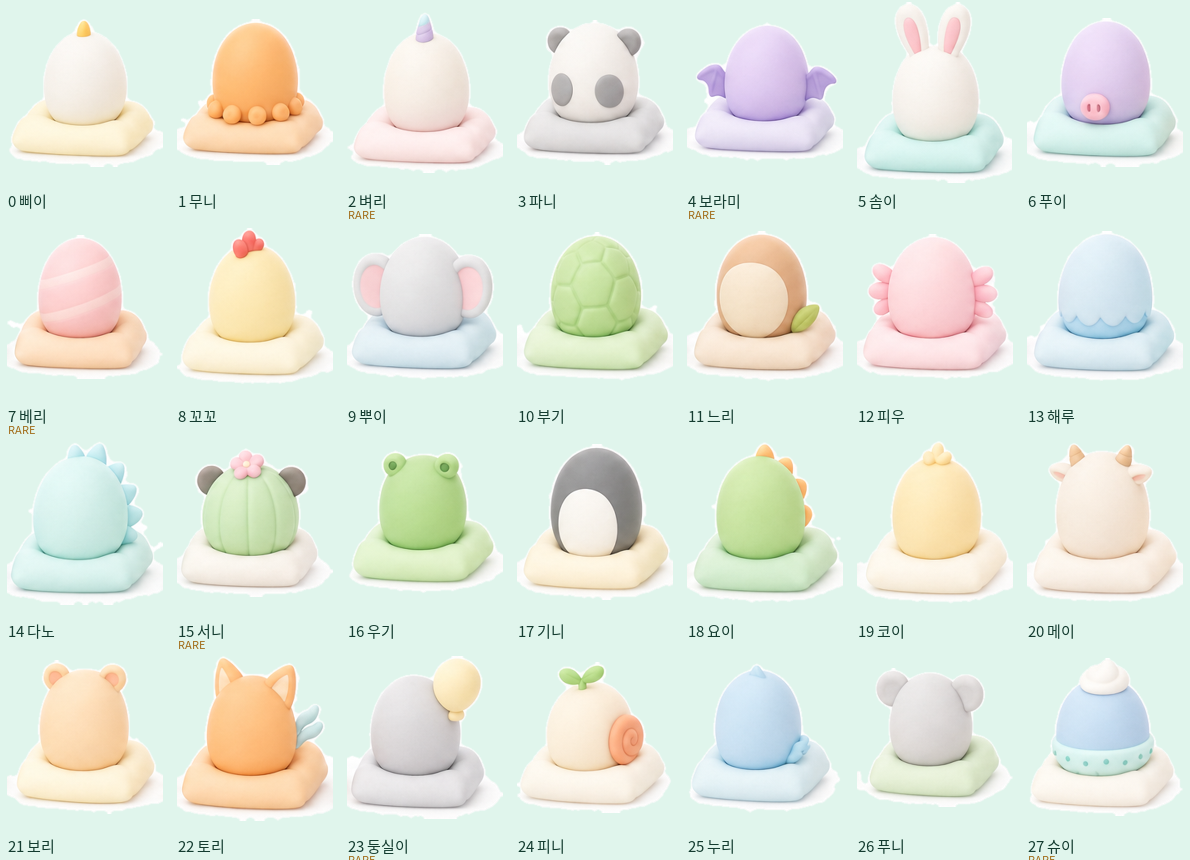 0 삐이
1 무니
2 벼리
RARE
3 파니
4 보라미
RARE
5 솜이
6 푸이
7 베리
RARE
8 꼬꼬
9 뿌이
10 부기
11 느리
12 피우
13 해루
14 다노
15 서니
RARE
16 우기
17 기니
18 요이
19 코이
20 메이
21 보리
22 토리
23 둥실이
RARE
24 피니
25 누리
26 푸니
27 슈이
RARE